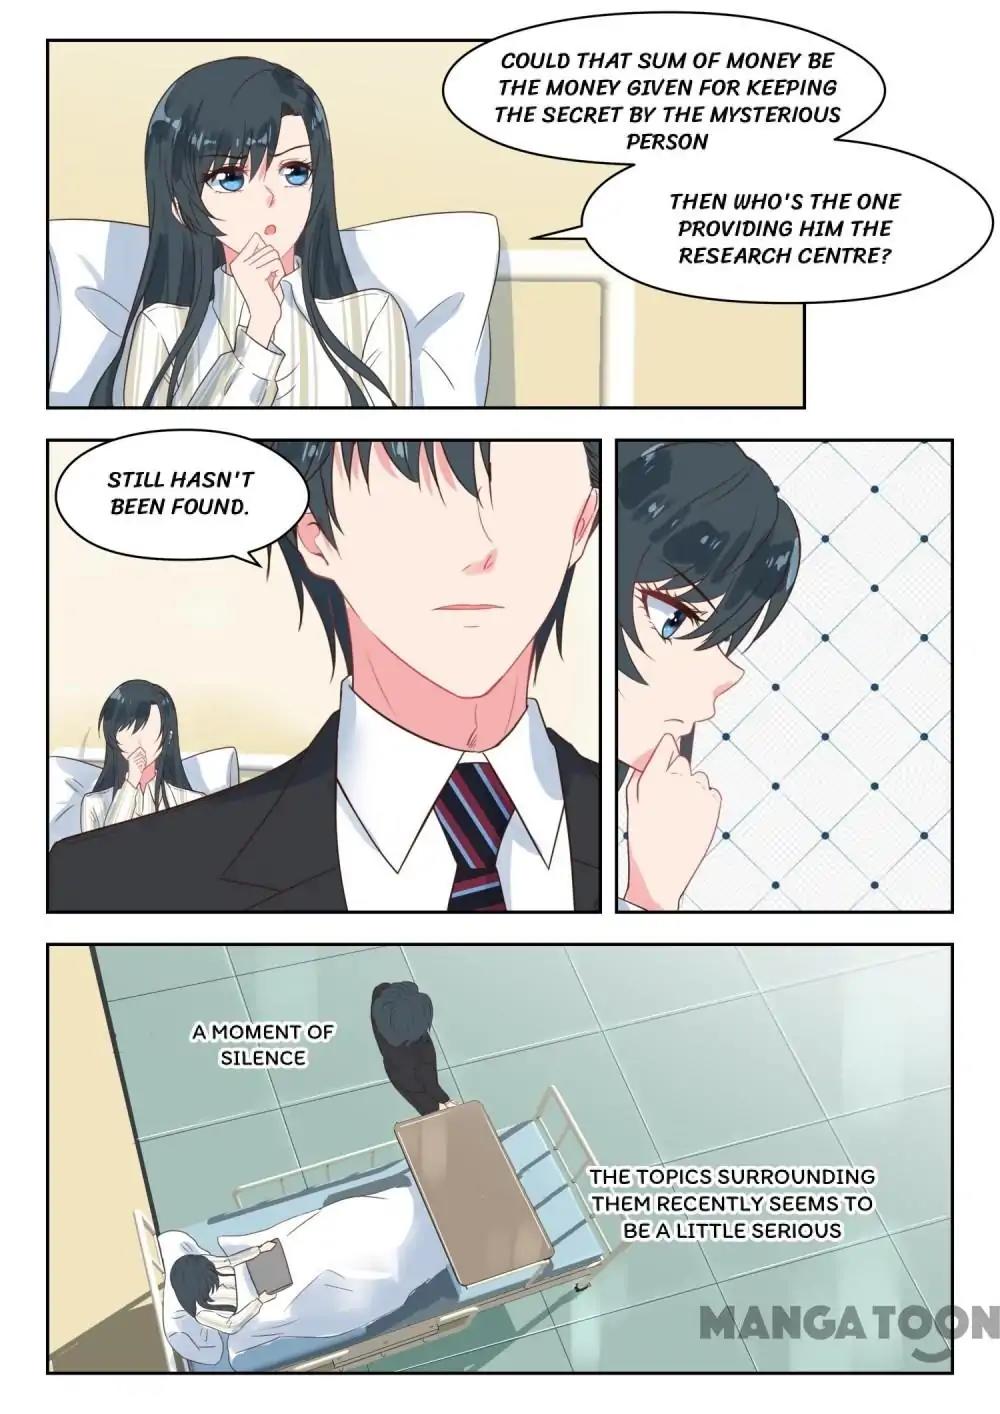 COULD THAT SUM OF MONEY BE
THE MONEY GIVEN FOR KEEPING
THE SECRET BY THE MYSTERIOUS
PERSON
THEN WHO'S THE ONE
PROVIDING HIM THE
RESEARCH CENTRE?
STILL HASN'T
BEEN FOUND.
A MOMENT OF
SILENCE
THE TOPICS SURROUNDING
THEM RECENTLY SEEMS TO
BE A LITTLE SERIOUS
MANGATOON